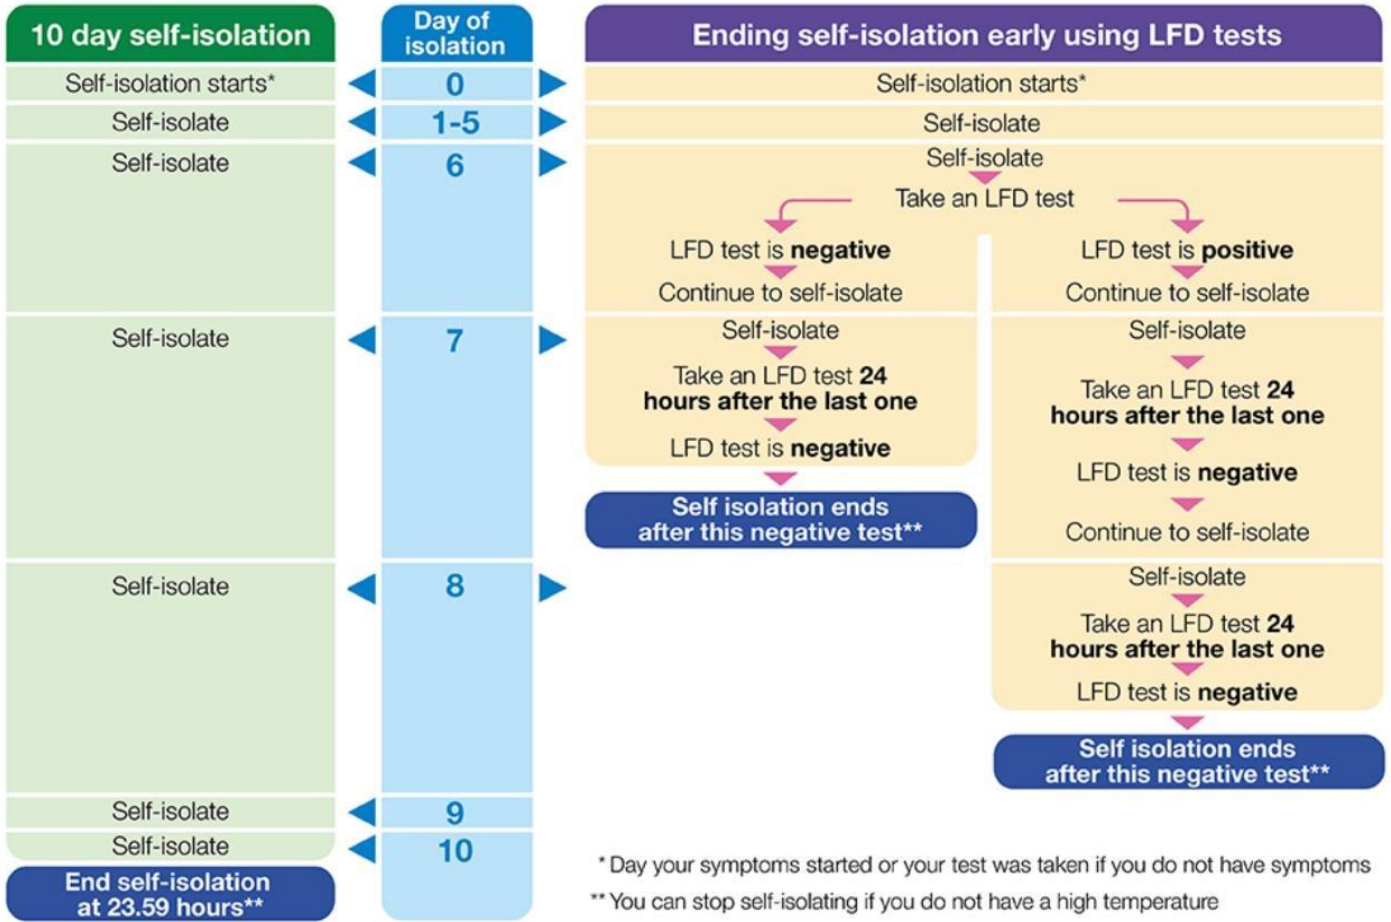 10 day self-isolation
Day of
isolation
Ending self-isolation early using LFD tests
Self-isolation starts*
0
Self-isolation starts*
Self-isolate
1-5
Self-isolate
Self-isolate
6
Self-isolate
Take an LFD test
LFD test is negative
LFD test is positive
Continue to self-isolate
Continue to self-isolate
Self-isolate
7
Self-isolate
Self-isolate
Take an LFD test 24
hours after the last one
Take an LFD test 24
hours after the last one
LFD test is negative
LFD test is negative
Self isolation ends
after this negative test**
Continue to self-isolate
Self-isolate
8
Self-isolate
Take an LFD test 24
hours after the last one
LFD test is negative
Self isolation ends
after this negative test**
Self-isolate
9
Self-isolate
10
End self-isolation
at 23.59 hours**
* Day your symptoms started or your test was taken if you do not have symptoms
** You can stop self-isolating if you do not have a high temperature